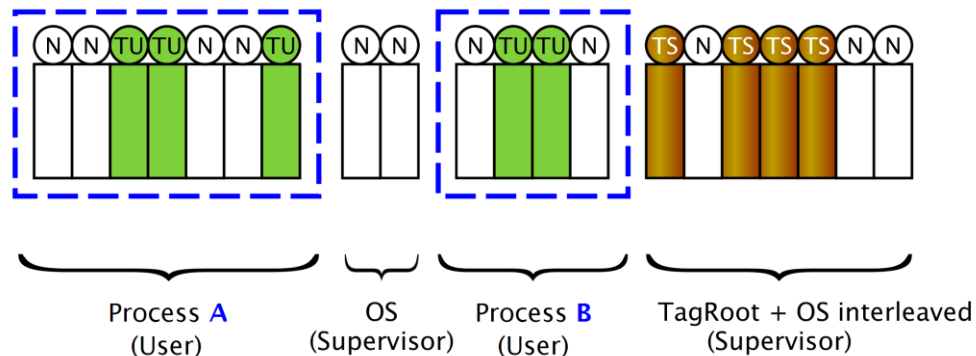 N N TU TU N N TU N N N TU TU N TS N TS TS TS N N
Process A OS Process B TagRoot + OS interleaved
(User) (Supervisor) (User) (Supervisor)